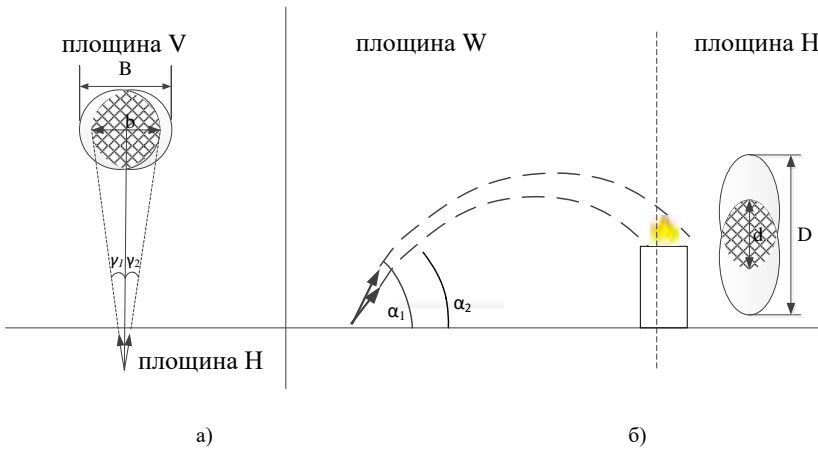 площина V
B
b
γ1 γ2
площина H
а)
площина W
α1
α2
б)
площина H
d
D